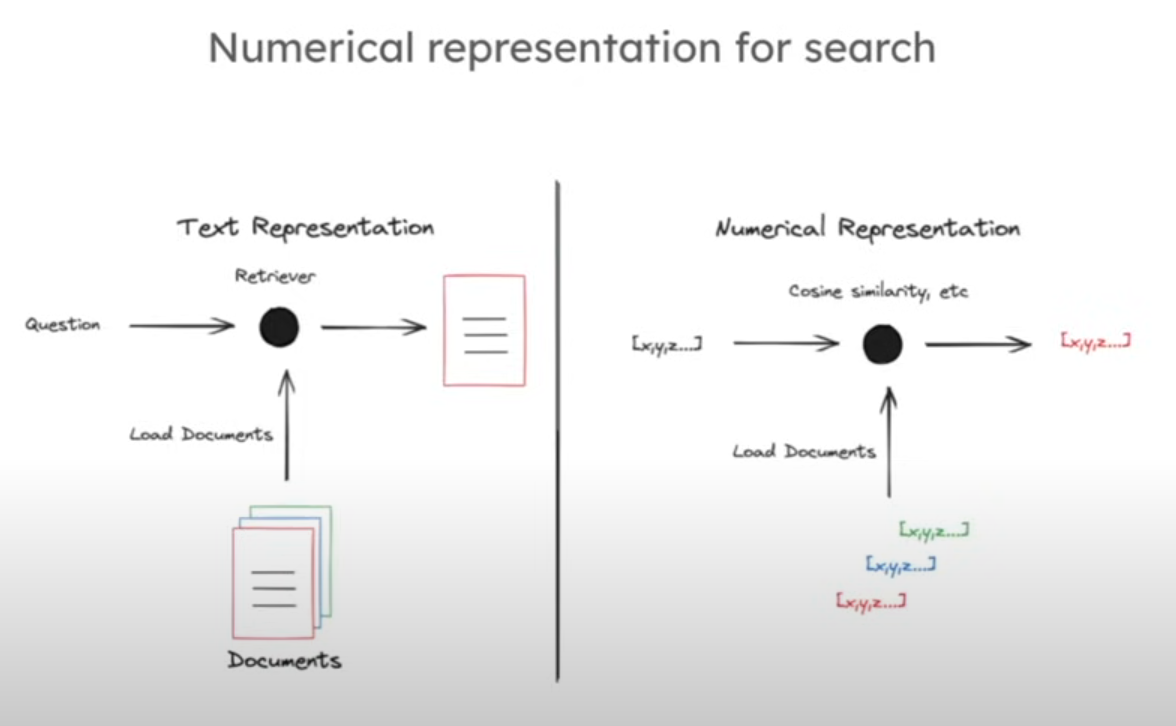 Numerical representation for search
Text Representation
Retriever
Question
Load Documents
Documents
Numerical Representation
Cosine similarity, etc
[x,y,z...]
[x,y,z...]
Load Documents
[x,y,z...]
[x,y,z...]
[x,y,z...]